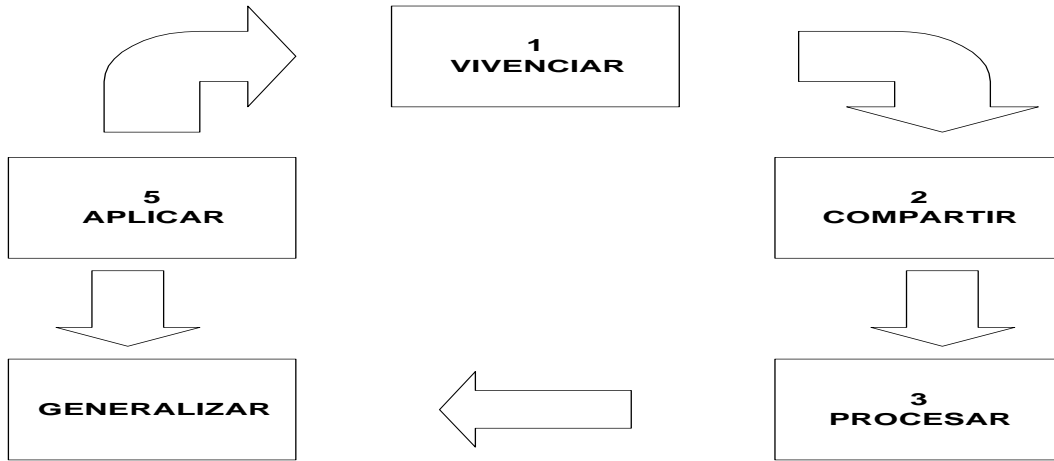 1
VIVENCIAR
5
APLICAR
2
COMPARTIR
GENERALIZAR
3
PROCESAR